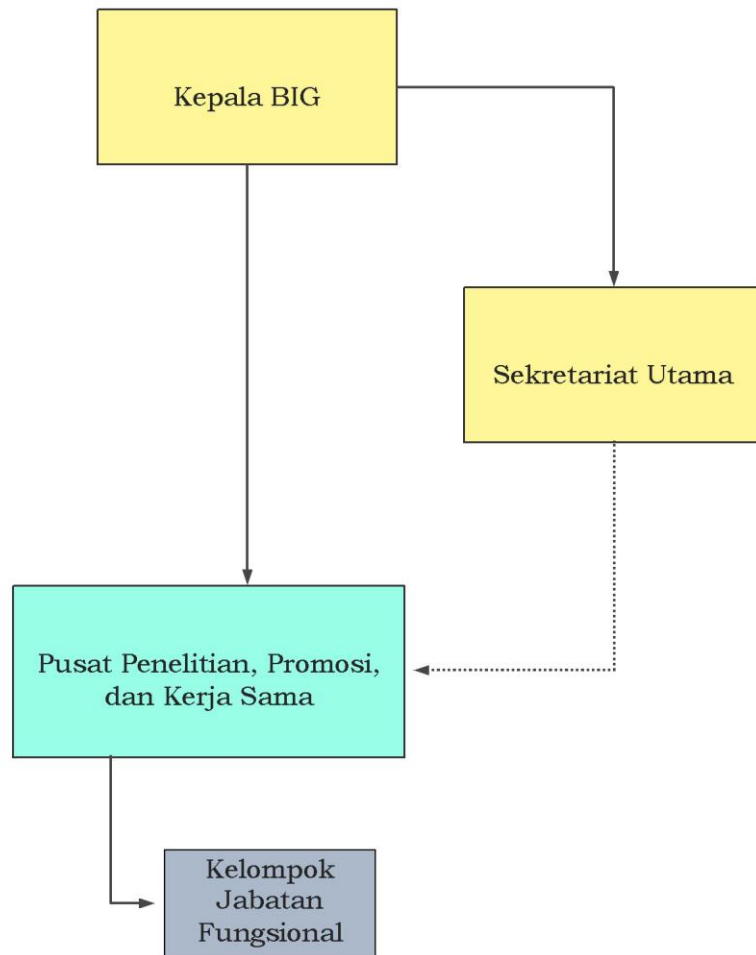 Kepala BIG
Sekretariat Utama
Pusat Penelitian, Promosi,
dan Kerja Sama
Kelompok
Jabatan
Fungsional